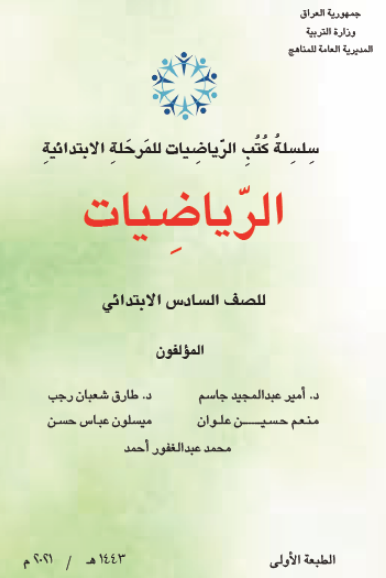 جمهورية العراق
وزارة التربية
المديرية العامة للمناهج
سِلسِلةُ كُتُبِ الرّياضِيات للمَرحَلةِ الابتدائيةِ
الرّياضِيات
للصف السادس الابتدائي
المؤلفون
د. أمير عبدالمجيد جاسم د. طارق شعبان رجب
منعم حسيــــن علوان ميسلون عباس حسن
محمد عبدالغفور أحمد
الطبعة الأولى ١٤٤٣ هـ / ٢٠٢١ م